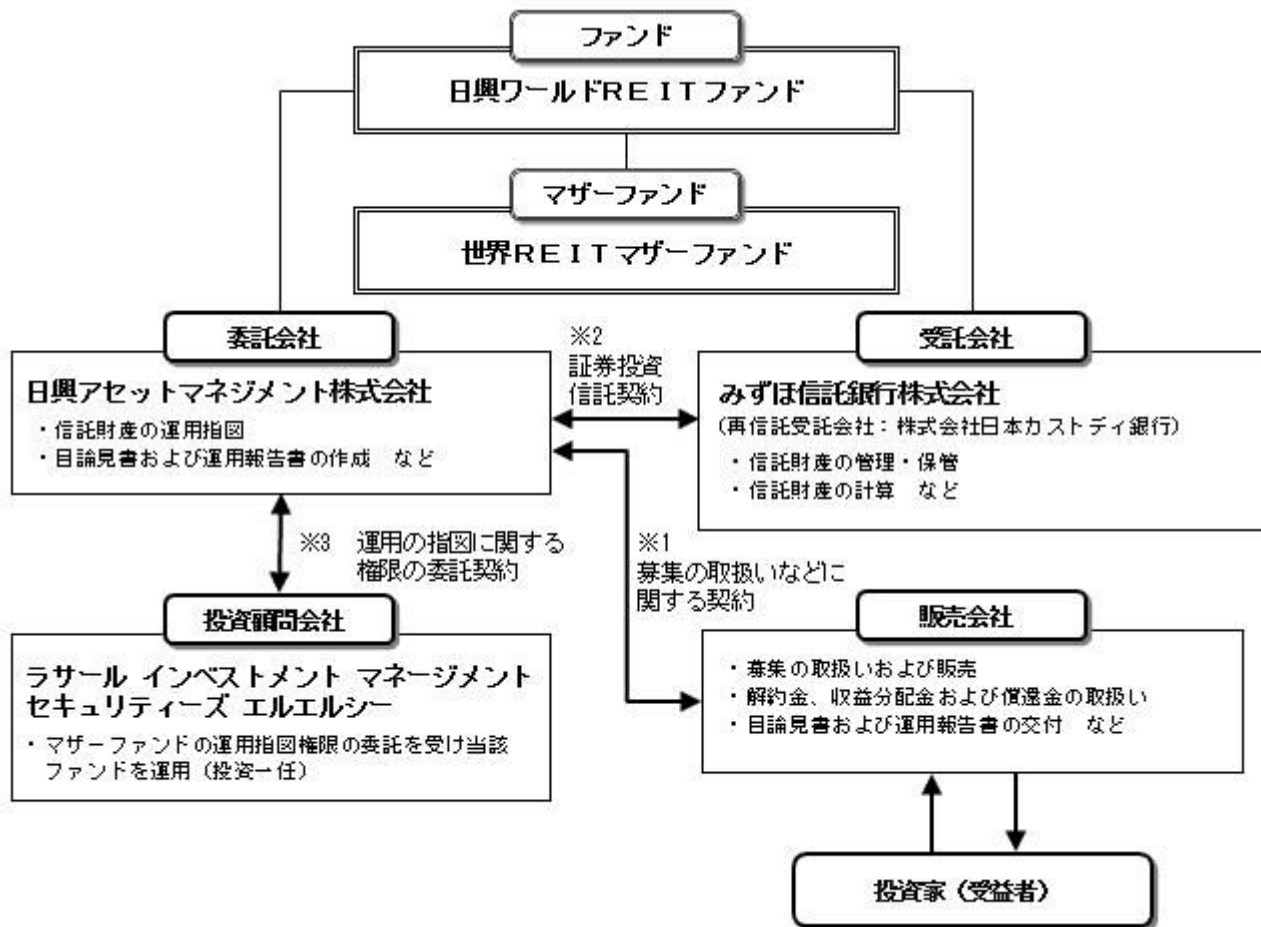 ファンド
日興ワールドＲＥＩＴファンド
マザーファンド
世界ＲＥＩＴマザーファンド
委託会社
日興アセットマネジメント株式会社
・信託財産の運用指図
・目論見書および運用報告書の作成　など
※2
証券投資
信託契約
受託会社
みずほ信託銀行株式会社
（再信託受託会社：株式会社日本カストディ銀行）
・信託財産の管理・保管
・信託財産の計算　など
※3　運用の指図に関する
権限の委託契約
※1
募集の取扱いなどに
関する契約
投資顧問会社
ラサール インベストメント マネージメント
セキュリティーズ エルエルシー
・マザーファンドの運用指図権限の委託を受け当該
ファンドを運用（投資一任）
販売会社
・募集の取扱いおよび販売
・解約金、収益分配金および償還金の取扱い
・目論見書および運用報告書の交付　など
投資家（受益者）